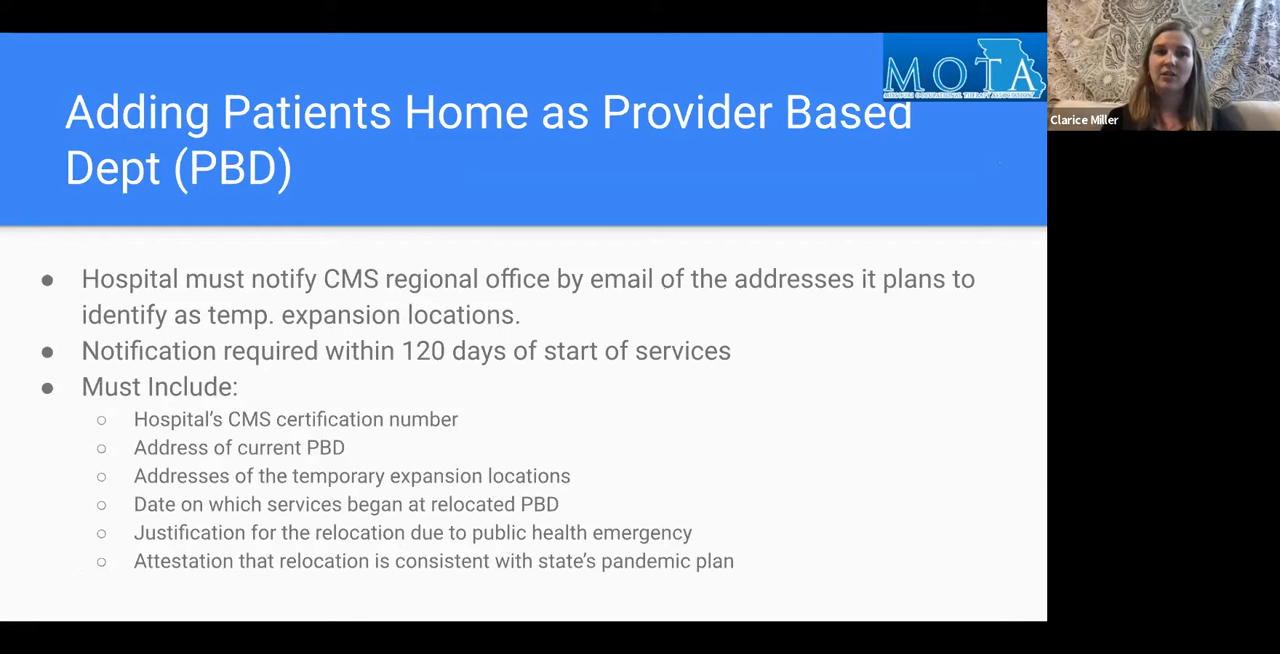 MOTA
MISSOURI OCCUPATIONAL THERAPY ASSOCIATION
Clarice Miller
Adding Patients Home as Provider Based
Dept (PBD)
● Hospital must notify CMS regional office by email of the addresses it plans to
identify as temp. expansion locations.
● Notification required within 120 days of start of services
● Must Include:
○ Hospital's CMS certification number
○ Address of current PBD
○ Addresses of the temporary expansion locations
○ Date on which services began at relocated PBD
○ Justification for the relocation due to public health emergency
○ Attestation that relocation is consistent with state's pandemic plan